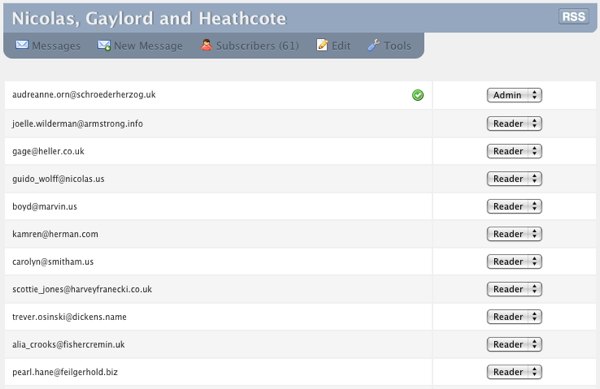 Nicolas, Gaylord and Heathcote RSS
Messages New Message Subscribers (61) Edit Tools
audreanne.orn@schroederherzog.uk Admin
joelle.wilderman@armstrong.info Reader
gage@heller.co.uk Reader
guido_wolff@nicolas.us Reader
boyd@marvin.us Reader
kamren@herman.com Reader
carolyn@smitham.us Reader
scottie_jones@harveyfranecki.co.uk Reader
trever.osinski@dickens.name Reader
alia_crooks@fishercremin.uk Reader
pearl.hane@feilgerhold.biz Reader